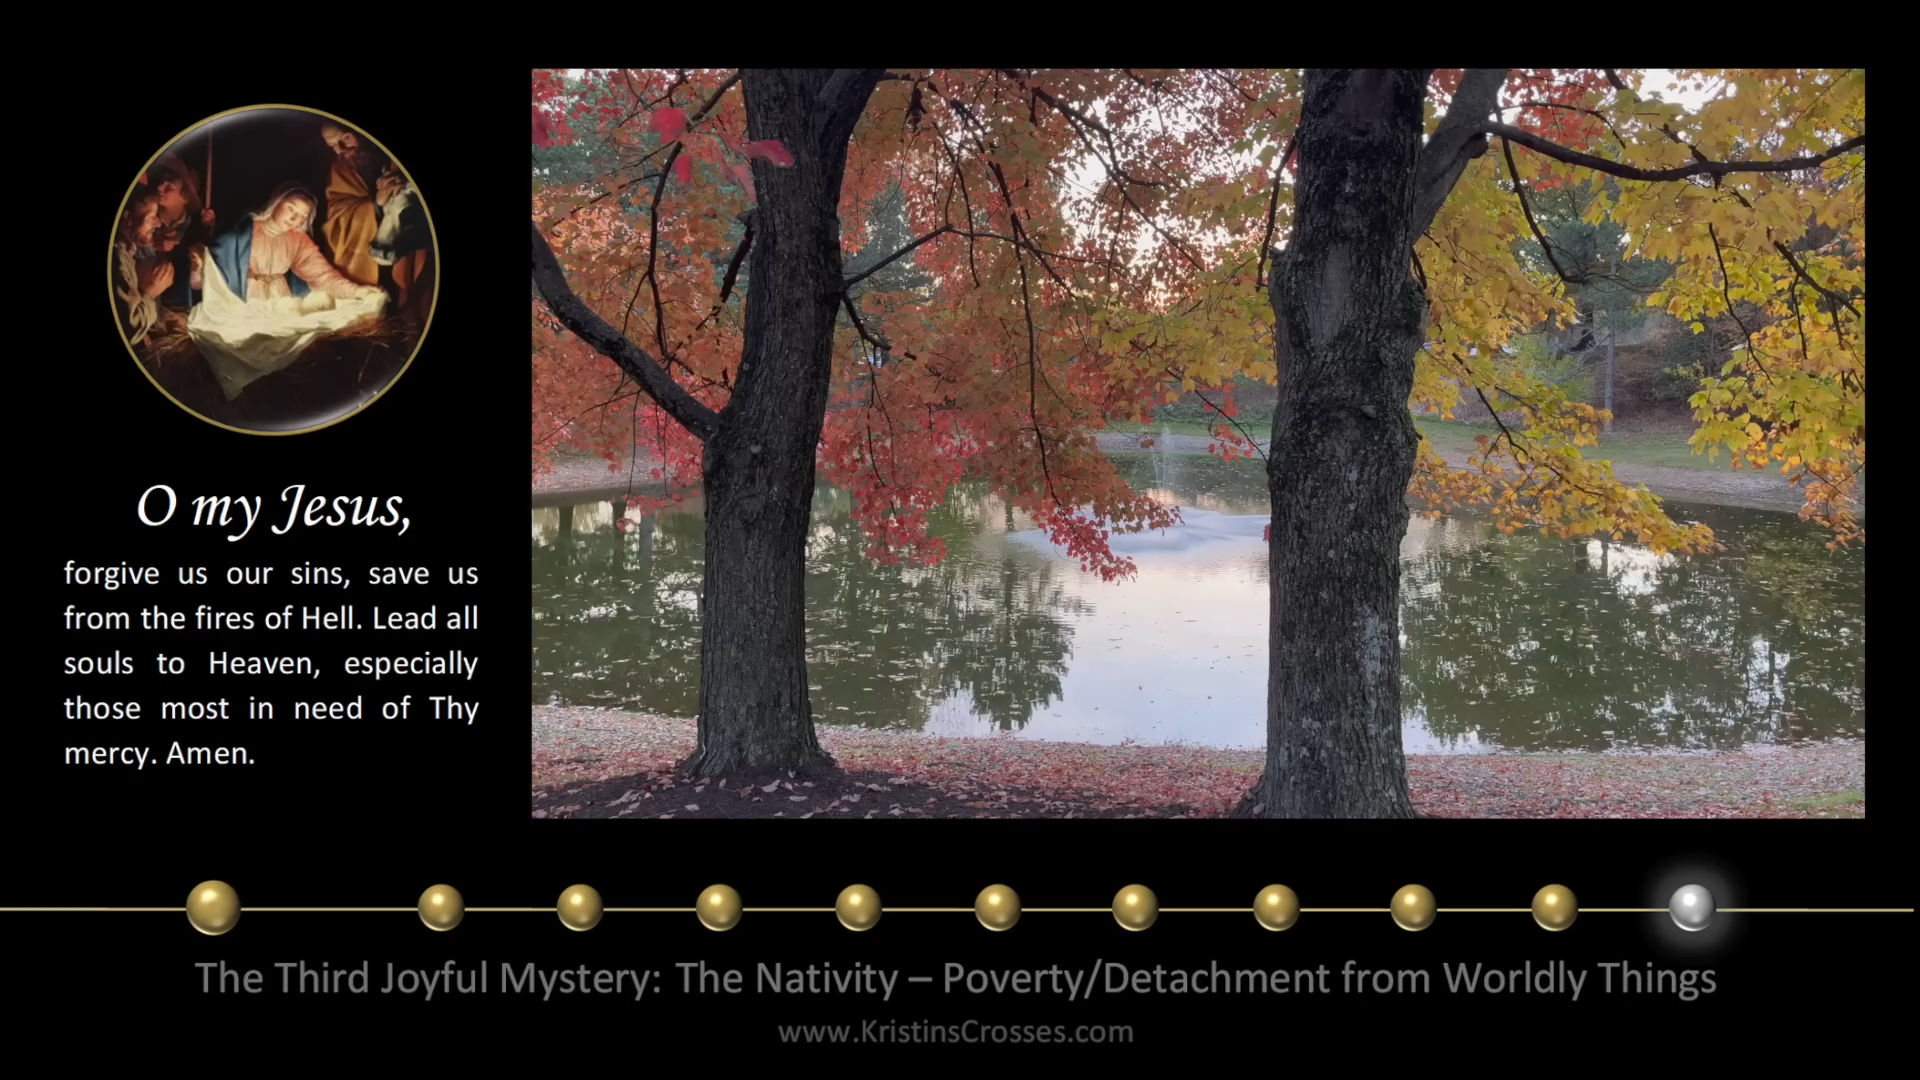 O my Jesus,
forgive us our sins, save us
from the fires of Hell. Lead all
souls to Heaven, especially
those most in need of Thy
mercy. Amen.
The Third Joyful Mystery: The Nativity – Poverty/Detachment from Worldly Things
www.KristinsCrosses.com